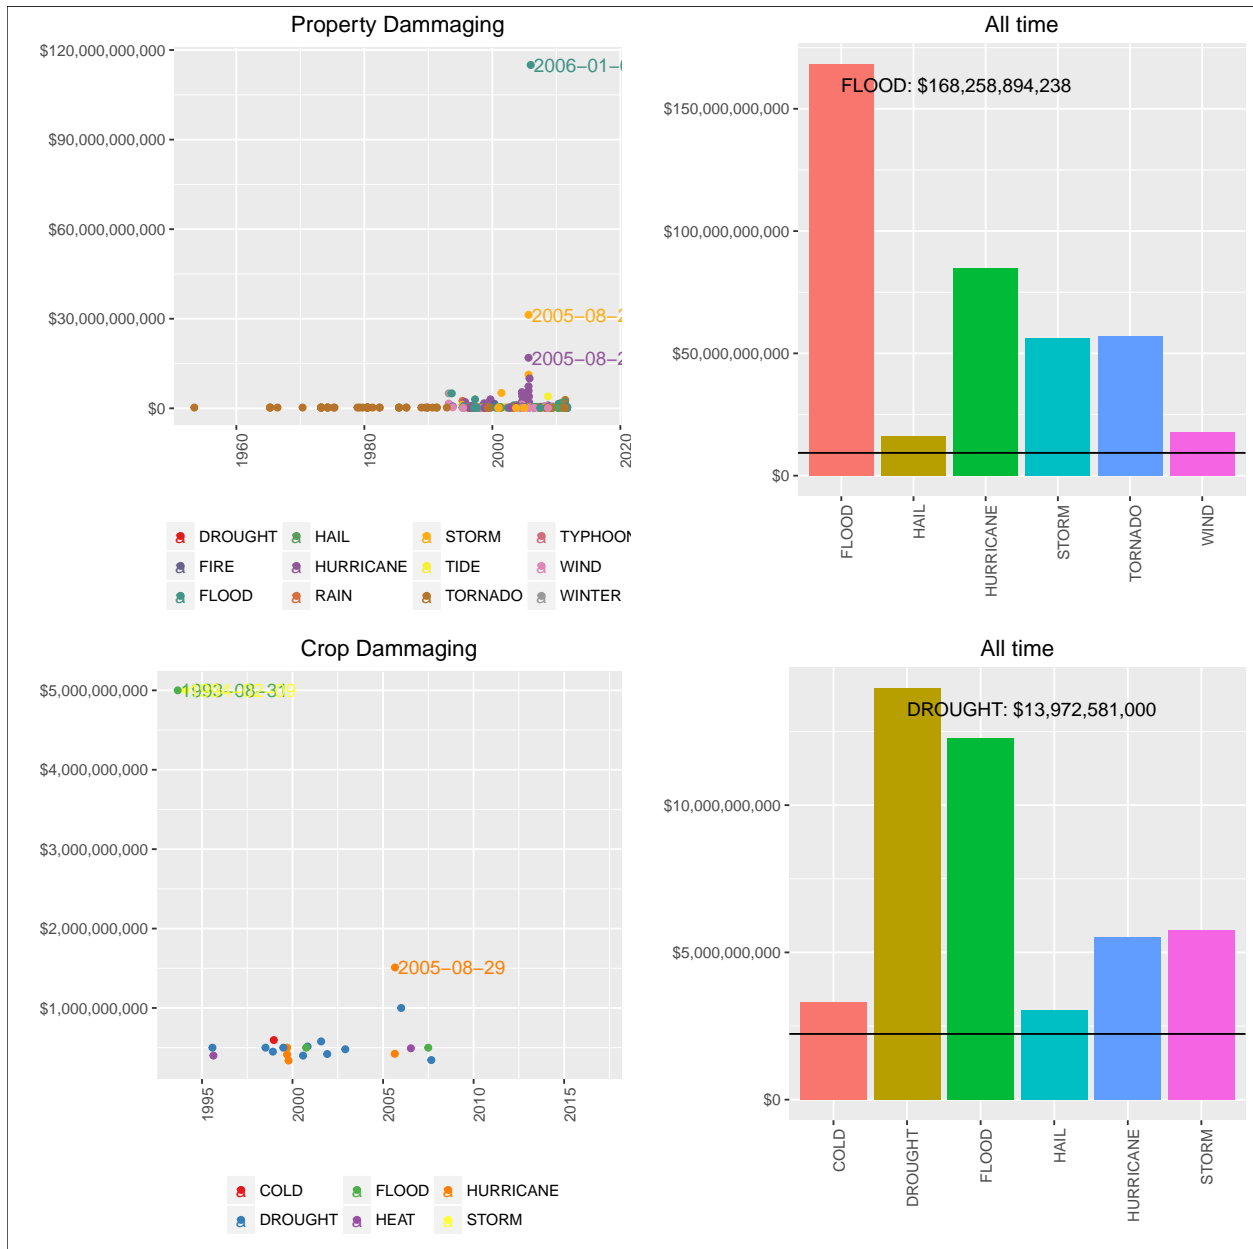 Property Dammaging
$120,000,000,000
$90,000,000,000
$60,000,000,000
$30,000,000,000
$0
2006−01−
2005−08−2
2005−08−2
1960
1980
2000
2020
DROUGHT HAIL STORM TYPHOON
FIRE HURRICANE TIDE WIND
FLOOD RAIN TORNADO WINTER
All time
$150,000,000,000
$100,000,000,000
$50,000,000,000
$0
FLOOD: $168,258,894,238
FLOOD
HAIL
HURRICANE
STORM
TORNADO
WIND
Crop Dammaging
$5,000,000,000
$4,000,000,000
$3,000,000,000
$2,000,000,000
$1,000,000,000
1993−08−31
2005−08−29
1995
2000
2005
2010
2015
COLD FLOOD HURRICANE
DROUGHT HEAT STORM
All time
$10,000,000,000
$5,000,000,000
$0
DROUGHT: $13,972,581,000
COLD
DROUGHT
FLOOD
HAIL
HURRICANE
STORM